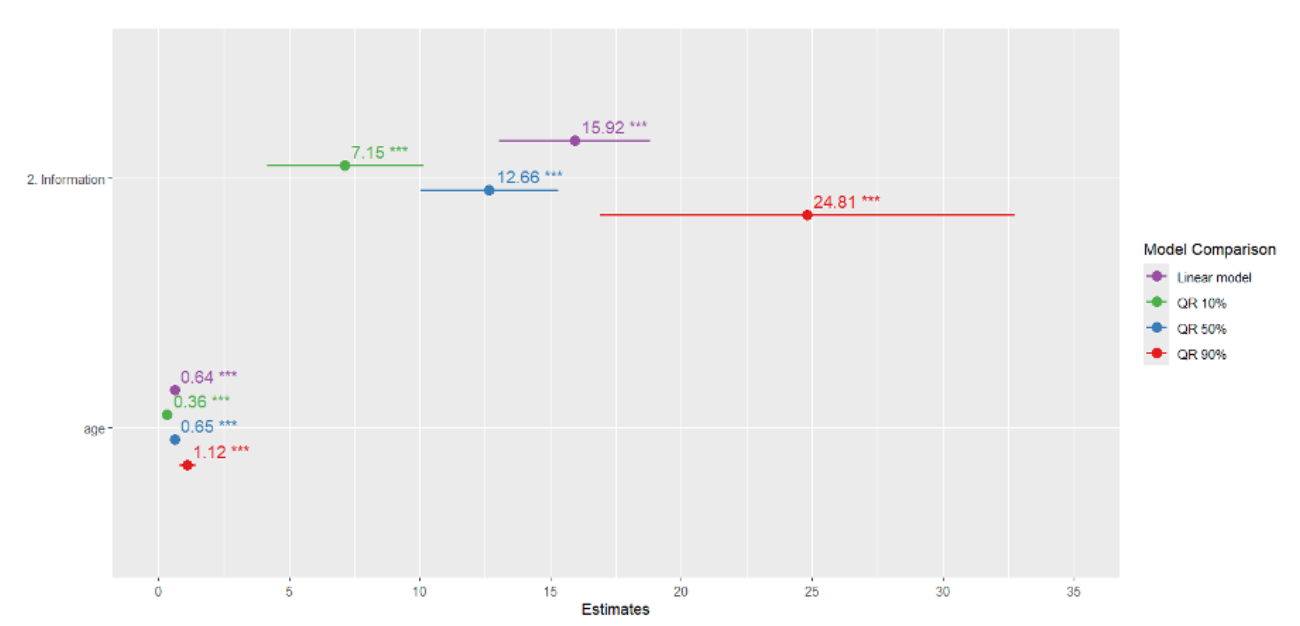 15.92 ***
7.15 ***
12.66 ***
2. Information
24.81 ***
Model Comparison
Linear model
QR 10%
QR 50%
QR 90%
0.64 ***
0.36 ***
0.65 ***
age
1.12 ***
0 5 10 15 20 25 30 35
Estimates